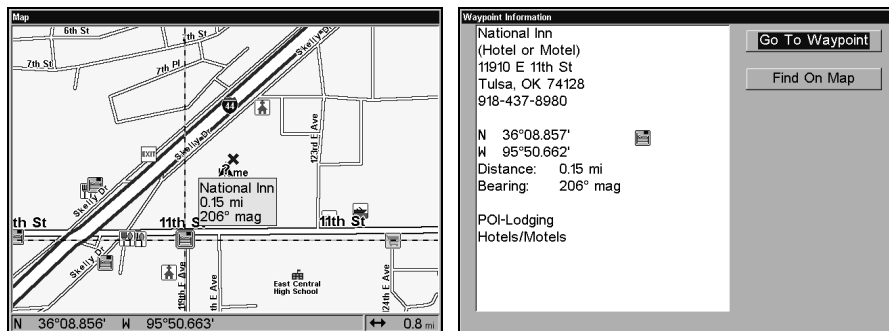 Map
6th St
th St
Skelly Dr
7th St
7th Pl
44
Skelly Dr
EXIT
123rd E Ave
Home
National Inn
0.15 mi
206° mag
Skelly Dr
th St
11th S
11th St
Skelly Dr
119th E Ave
th E Ave
East Central
High School
124th E Ave
N 36°08.856' W 95°50.663'
0.8 mi
Waypoint Information
National Inn
(Hotel or Motel)
11910 E 11th St
Tulsa, OK 74128
918-437-8980
N 36°08.857'
W 95°50.662'
Distance: 0.15 mi
Bearing: 206° mag
POI-Lodging
Hotels/Motels
Go To Waypoint
Find On Map